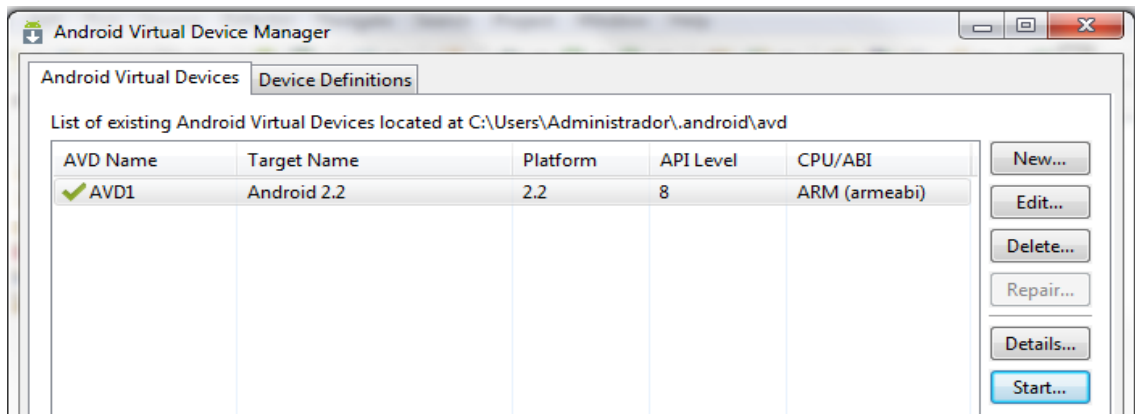 Android Virtual Device Manager
Android Virtual Devices Device Definitions
List of existing Android Virtual Devices located at C:\Users\Administrador\.android\avd
AVD Name Target Name Platform API Level CPU/ABI
AVD1 Android 2.2 2.2 8 ARM (armeabi)
New...
Edit...
Delete...
Repair...
Details...
Start...